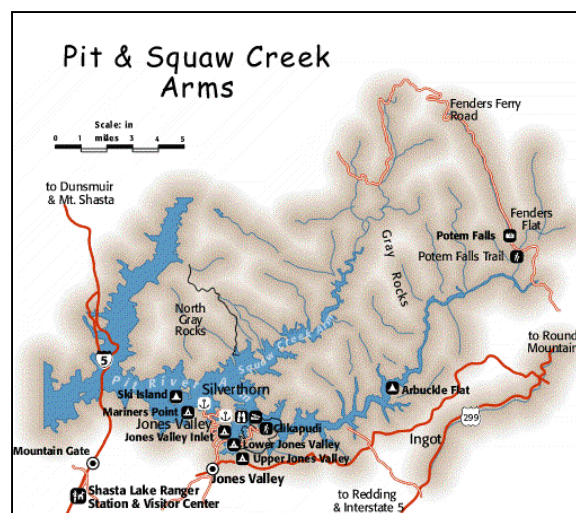 Pit & Squaw Creek
Arms
Scale: in
miles
0 1 2 3 4 5
Fenders Ferry
Road
to Dunsmuir
& Mt. Shasta
Fenders
Flat
Potem Falls
Potem Falls Trail
Gray Rocks
North
Gray
Rocks
to Round
Mountain
5
Squaw Creek Arm
Pit River
Silverthorn
Ski Island
Arbuckle Flat
Mariners Point
299
Jones Valley
Clikapudi
Jones Valley Inlet
Ingot
Lower Jones Valley
Mountain Gate
Upper Jones Valley
Jones Valley
Shasta Lake Ranger
Station & Visitor Center
to Redding
& Interstate 5